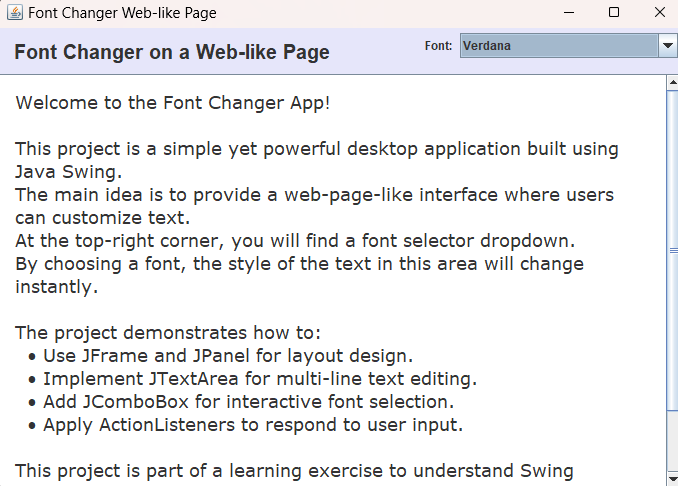 Font Changer Web-like Page
Font Changer on a Web-like Page
Font: Verdana
Welcome to the Font Changer App!
This project is a simple yet powerful desktop application built using
Java Swing.
The main idea is to provide a web-page-like interface where users
can customize text.
At the top-right corner, you will find a font selector dropdown.
By choosing a font, the style of the text in this area will change
instantly.
The project demonstrates how to:
• Use JFrame and JPanel for layout design.
• Implement JTextArea for multi-line text editing.
• Add JComboBox for interactive font selection.
• Apply ActionListeners to respond to user input.
This project is part of a learning exercise to understand Swing